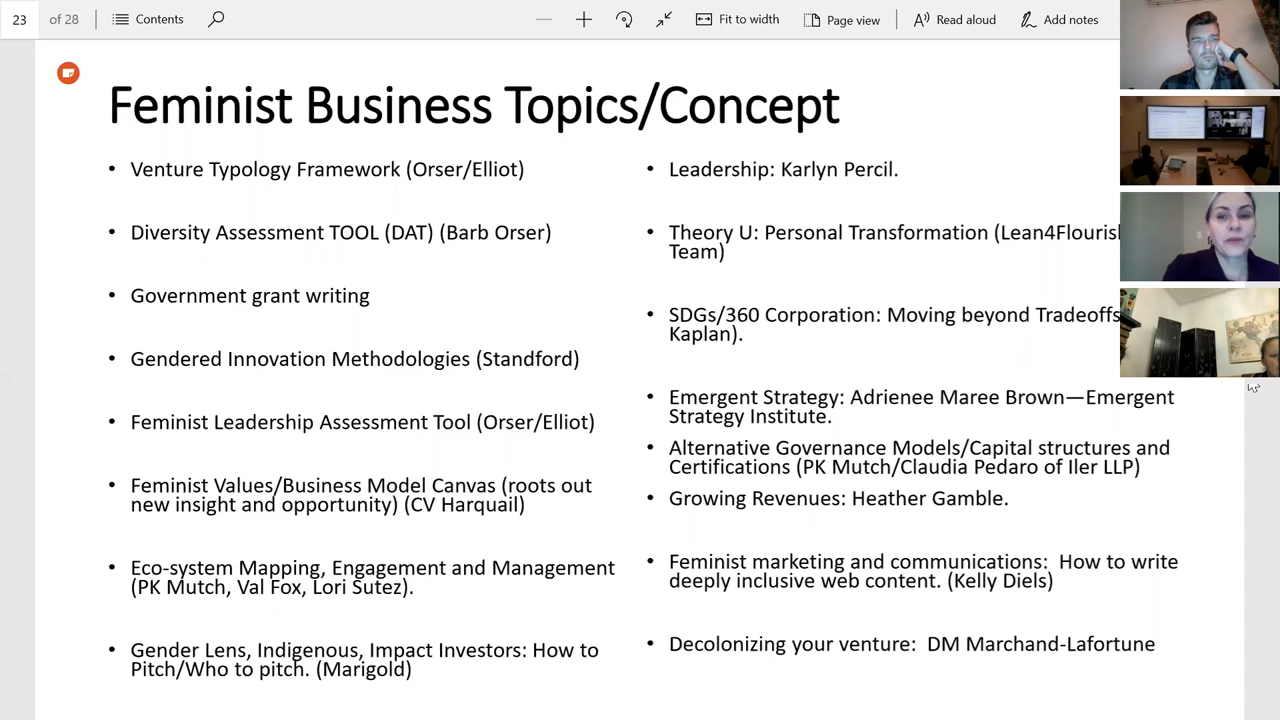 23 of 28 Contents Fit to width Page view Read aloud Add notes
Feminist Business Topics/Concept
• Venture Typology Framework (Orser/Elliot)
• Diversity Assessment TOOL (DAT) (Barb Orser)
• Government grant writing
• Gendered Innovation Methodologies (Standford)
• Feminist Leadership Assessment Tool (Orser/Elliot)
• Feminist Values/Business Model Canvas (roots out
new insight and opportunity) (CV Harquail)
• Eco-system Mapping, Engagement and Management
(PK Mutch, Val Fox, Lori Sutez).
• Gender Lens, Indigenous, Impact Investors: How to
Pitch/Who to pitch. (Marigold)
• Leadership: Karlyn Percil.
• Theory U: Personal Transformation (Lean4Flourish
Team)
• SDGs/360 Corporation: Moving beyond Tradeoffs
Kaplan).
• Emergent Strategy: Adrienee Maree Brown—Emergent
Strategy Institute.
• Alternative Governance Models/Capital structures and
Certifications (PK Mutch/Claudia Pedaro of Iler LLP)
• Growing Revenues: Heather Gamble.
• Feminist marketing and communications: How to write
deeply inclusive web content. (Kelly Diels)
• Decolonizing your venture: DM Marchand-Lafortune